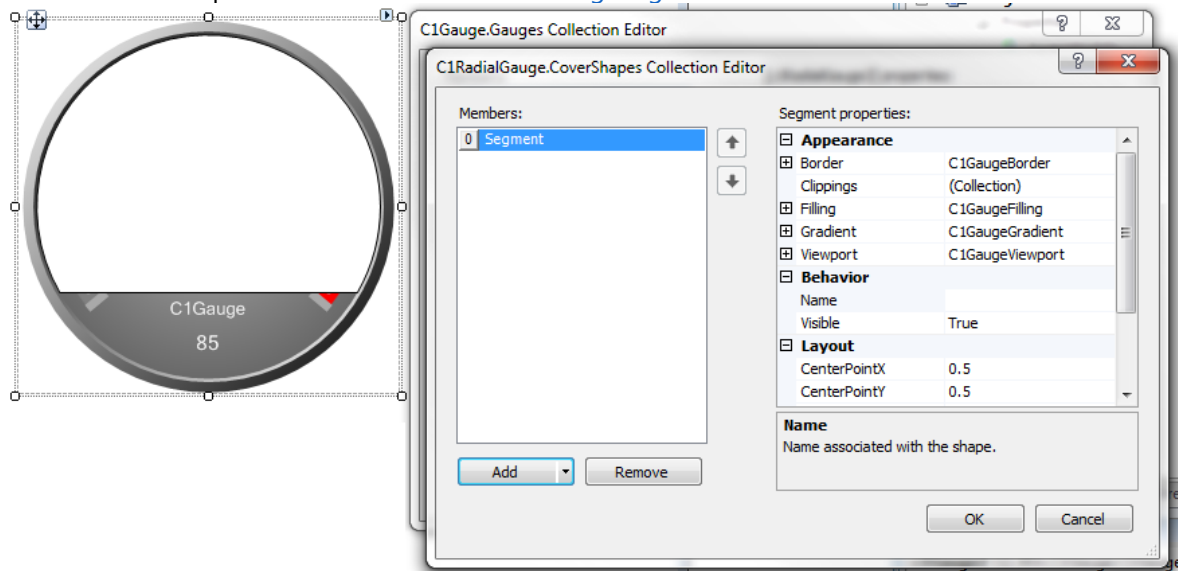 C1Gauge.Gauges Collection Editor
C1RadialGauge.CoverShapes Collection Editor
Members:
Segment properties:
0 Segment
Appearance
Border C1GaugeBorder
Clippings (Collection)
Filling C1GaugeFilling
Gradient C1GaugeGradient
Viewport C1GaugeViewport
Behavior
Name
Visible True
Layout
CenterPointX 0.5
CenterPointY 0.5
C1Gauge
85
Name
Name associated with the shape.
Add
Remove
OK
Cancel